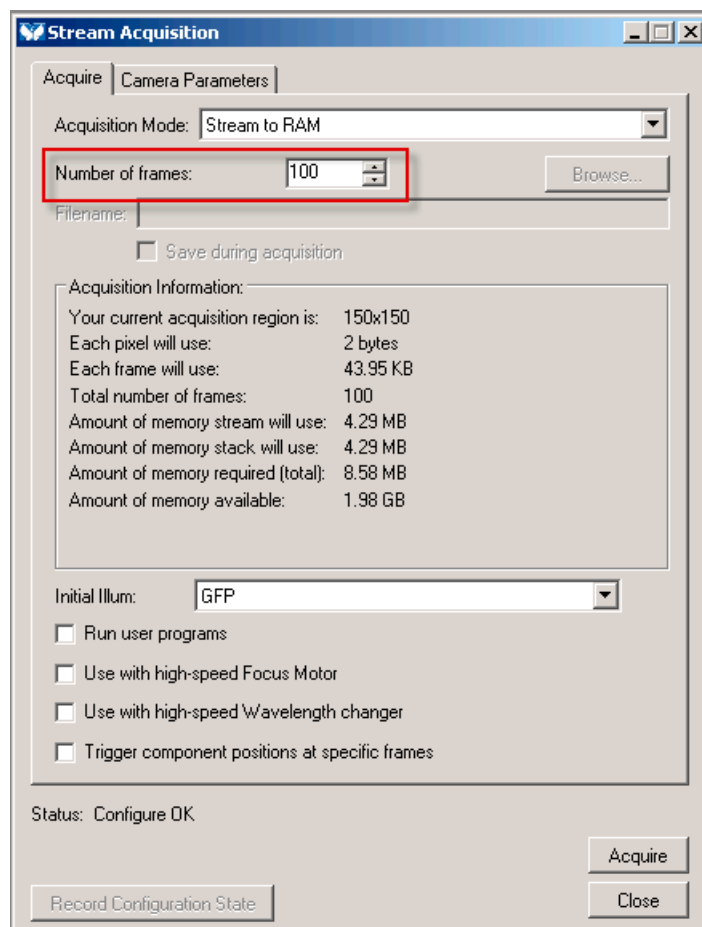 Stream Acquisition
Acquire Camera Parameters
Acquisition Mode: Stream to RAM
Number of frames: 100 Browse...
Filename:
Save during acquisition
Acquisition Information:
Your current acquisition region is: 150x150
Each pixel will use: 2 bytes
Each frame will use: 43.95 KB
Total number of frames: 100
Amount of memory stream will use: 4.29 MB
Amount of memory stack will use: 4.29 MB
Amount of memory required (total): 8.58 MB
Amount of memory available: 1.98 GB
Initial Illum: GFP
Run user programs
Use with high-speed Focus Motor
Use with high-speed Wavelength changer
Trigger component positions at specific frames
Status: Configure OK
Acquire
Record Configuration State Close